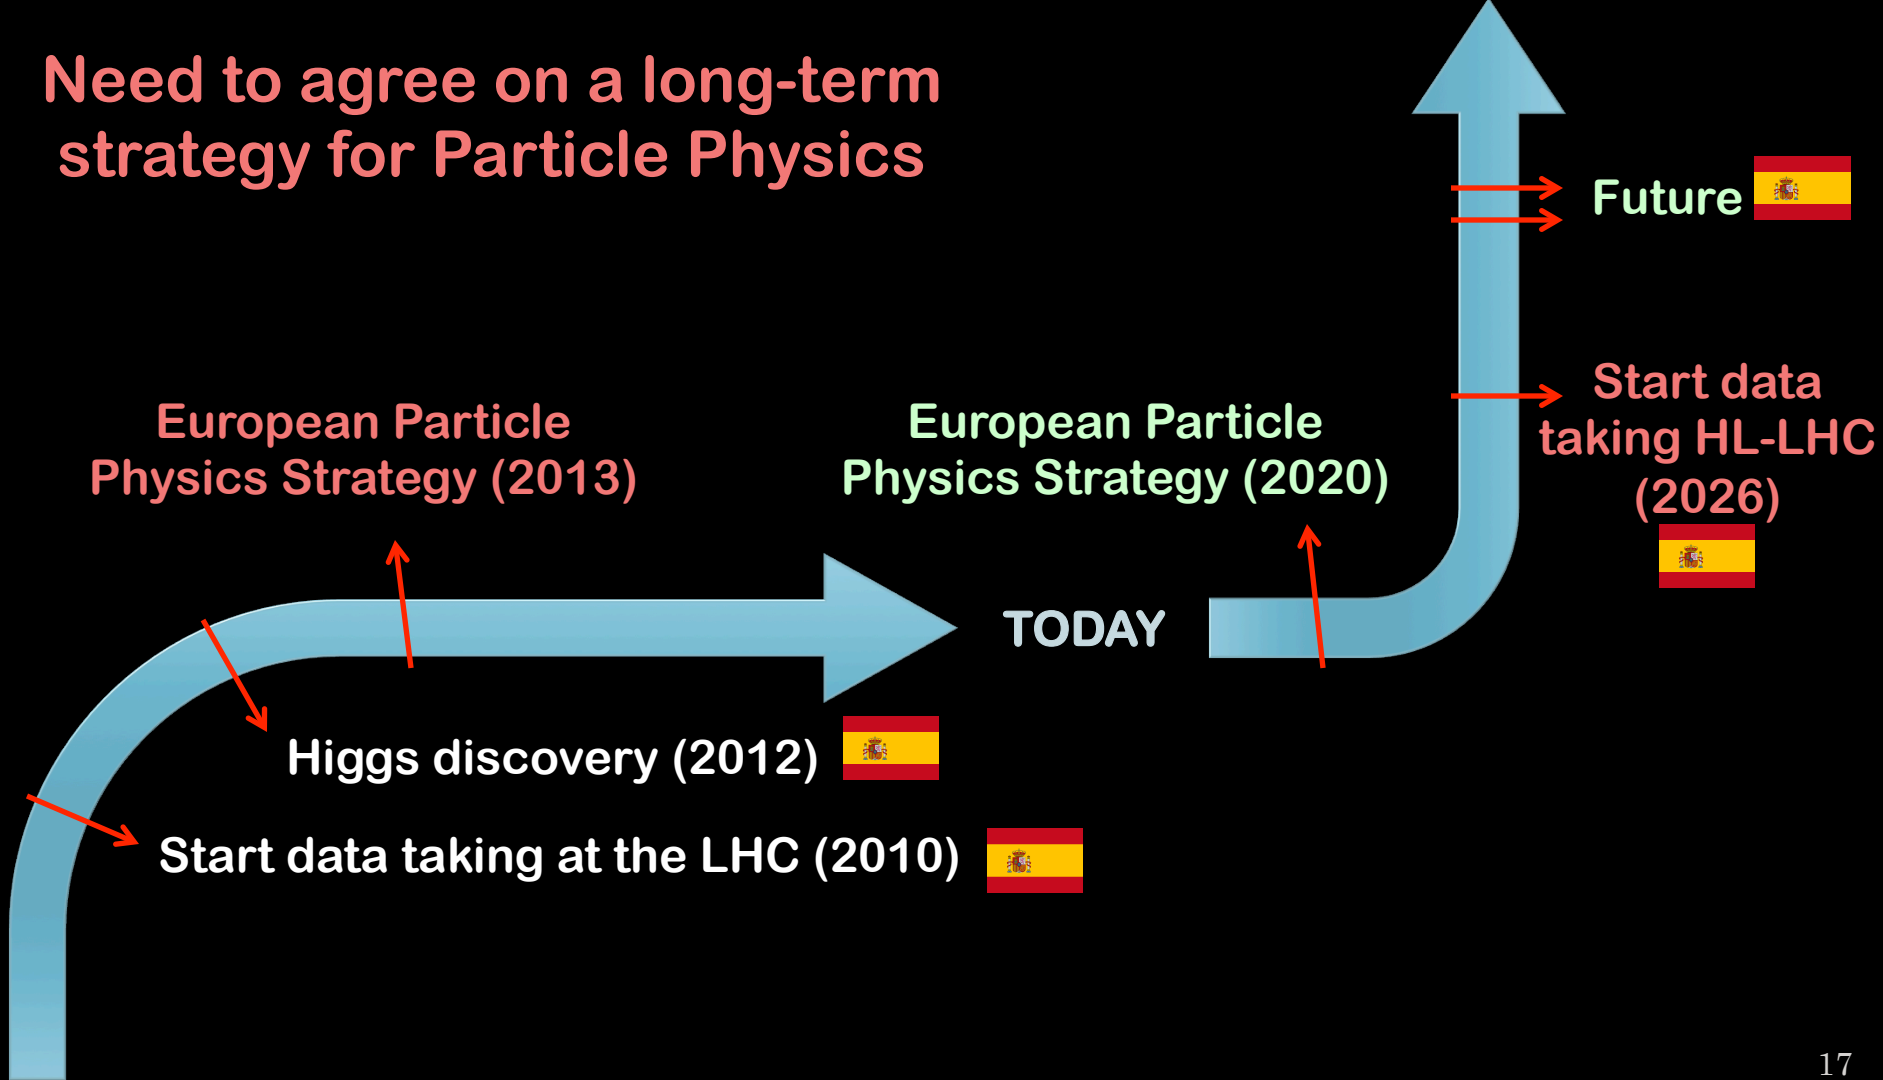 Need to agree on a long-term
strategy for Particle Physics
Future
European Particle
Physics Strategy (2013)
European Particle
Physics Strategy (2020)
Start data
taking HL-LHC
(2026)
TODAY
Higgs discovery (2012)
Start data taking at the LHC (2010)
17